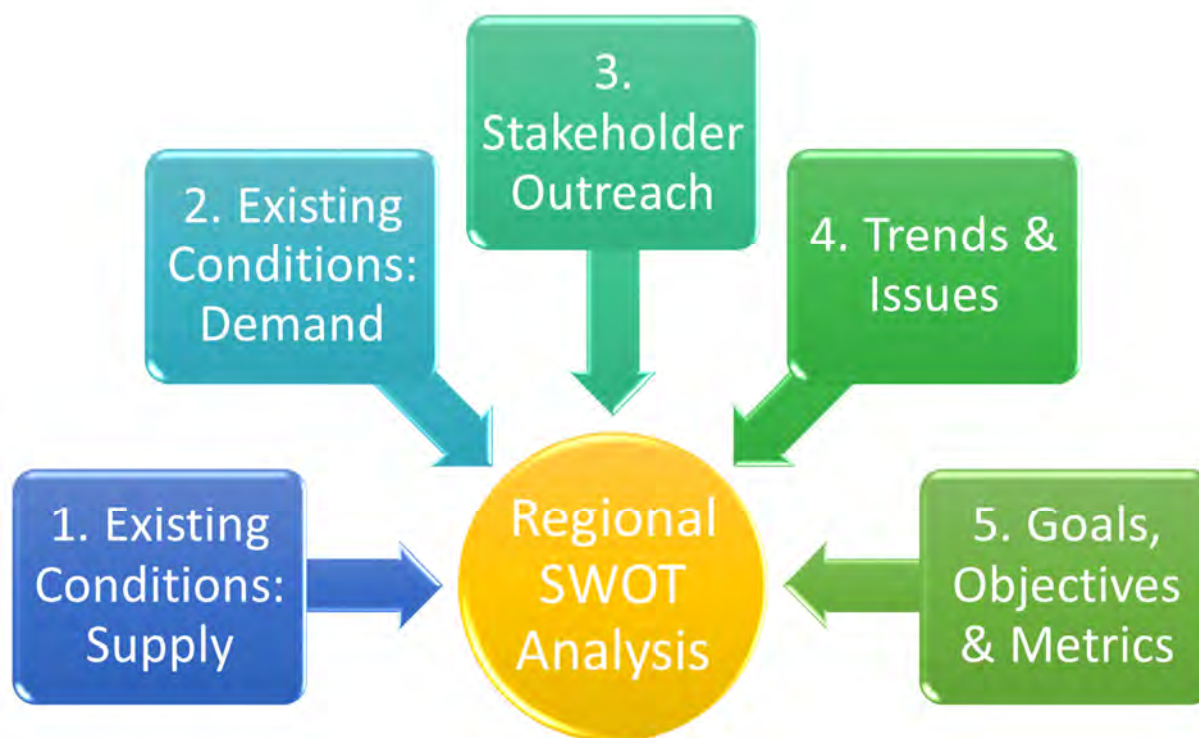 1. Existing
Conditions:
Supply
2. Existing
Conditions:
Demand
3.
Stakeholder
Outreach
4. Trends &
Issues
5. Goals,
Objectives
& Metrics
Regional
SWOT
Analysis